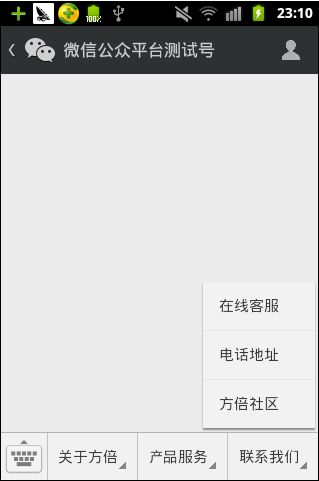 100%
23:10
微信公众平台测试号
在线客服
电话地址
方倍社区
关于方倍 产品服务 联系我们